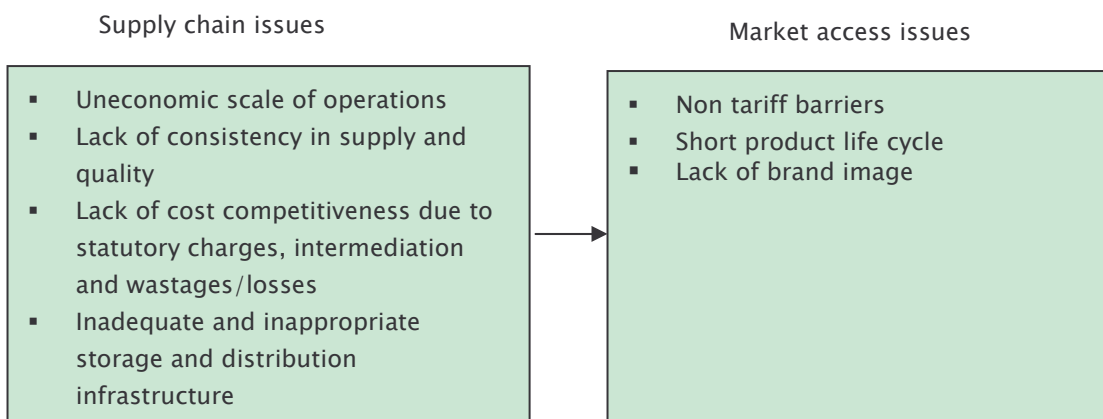 Supply chain issues
Market access issues
▪ Uneconomic scale of operations
▪ Lack of consistency in supply and
quality
▪ Lack of cost competitiveness due to
statutory charges, intermediation
and wastages/losses
▪ Inadequate and inappropriate
storage and distribution
infrastructure
▪ Non tariff barriers
▪ Short product life cycle
▪ Lack of brand image